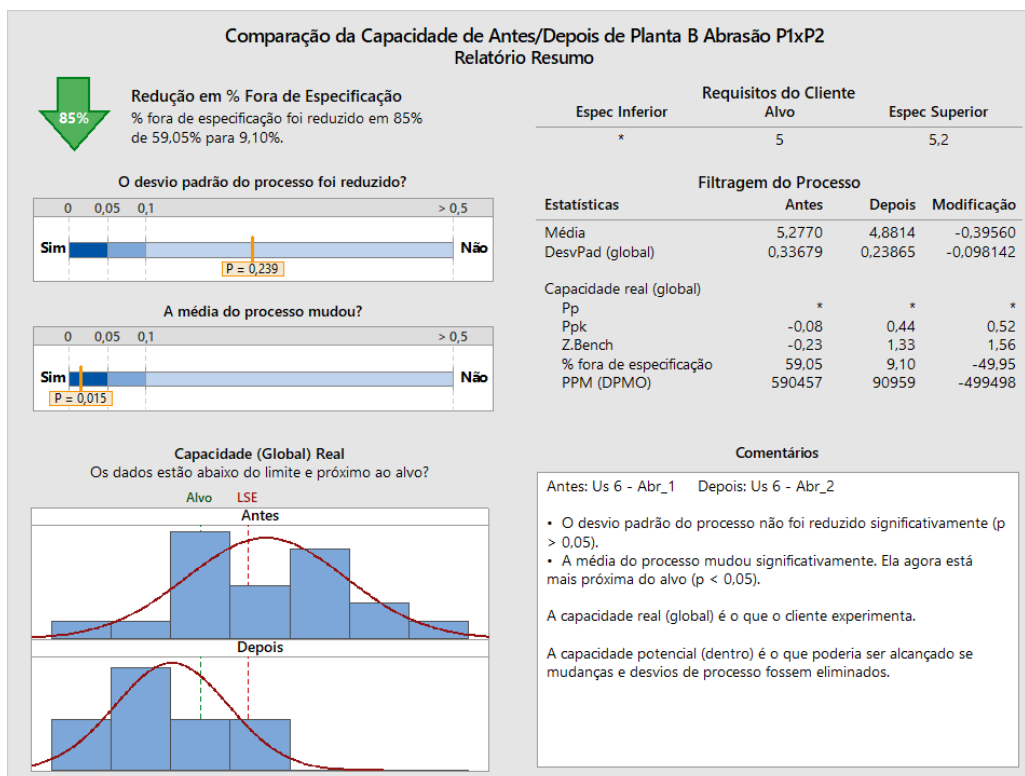 Comparação da Capacidade de Antes/Depois de Planta B Abrasão P1xP2
Relatório Resumo
85%
Redução em % Fora de Especificação
% fora de especificação foi reduzido em 85%
de 59,05% para 9,10%.
O desvio padrão do processo foi reduzido?
0 0,05 0,1 > 0,5
Sim Não
P = 0,239
A média do processo mudou?
0 0,05 0,1 > 0,5
Sim Não
P = 0,015
Requisitos do Cliente
Espec Inferior Alvo Espec Superior
* 5 5,2
Filtragem do Processo
Estatísticas Antes Depois Modificação
Média 5,2770 4,8814 -0,39560
DesvPad (global) 0,33679 0,23865 -0,098142
Capacidade real (global)
Pp * * *
Ppk -0,08 0,44 0,52
Z.Bench -0,23 1,33 1,56
% fora de especificação 59,05 9,10 -49,95
PPM (DPMO) 590457 90959 -499498
Capacidade (Global) Real
Os dados estão abaixo do limite e próximo ao alvo?
Alvo LSE
Antes
Depois
Comentários
Antes: Us 6 - Abr_1 Depois: Us 6 - Abr_2
• O desvio padrão do processo não foi reduzido significativamente (p
> 0,05).
• A média do processo mudou significativamente. Ela agora está
mais próxima do alvo (p < 0,05).
A capacidade real (global) é o que o cliente experimenta.
A capacidade potencial (dentro) é o que poderia ser alcançado se
mudanças e desvios de processo fossem eliminados.